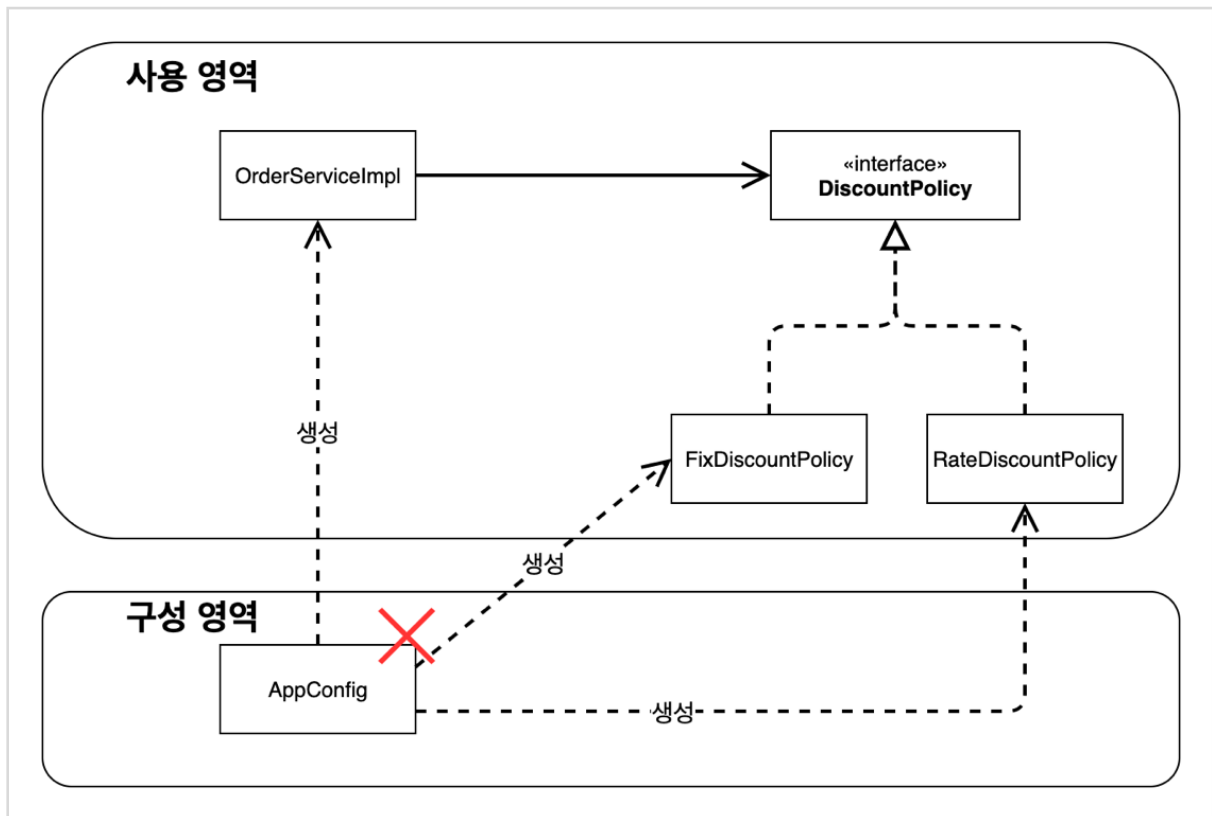 사용 영역
OrderServiceImpl
«interface»
DiscountPolicy
생성
FixDiscountPolicy
RateDiscountPolicy
생성
구성 영역
AppConfig
생성